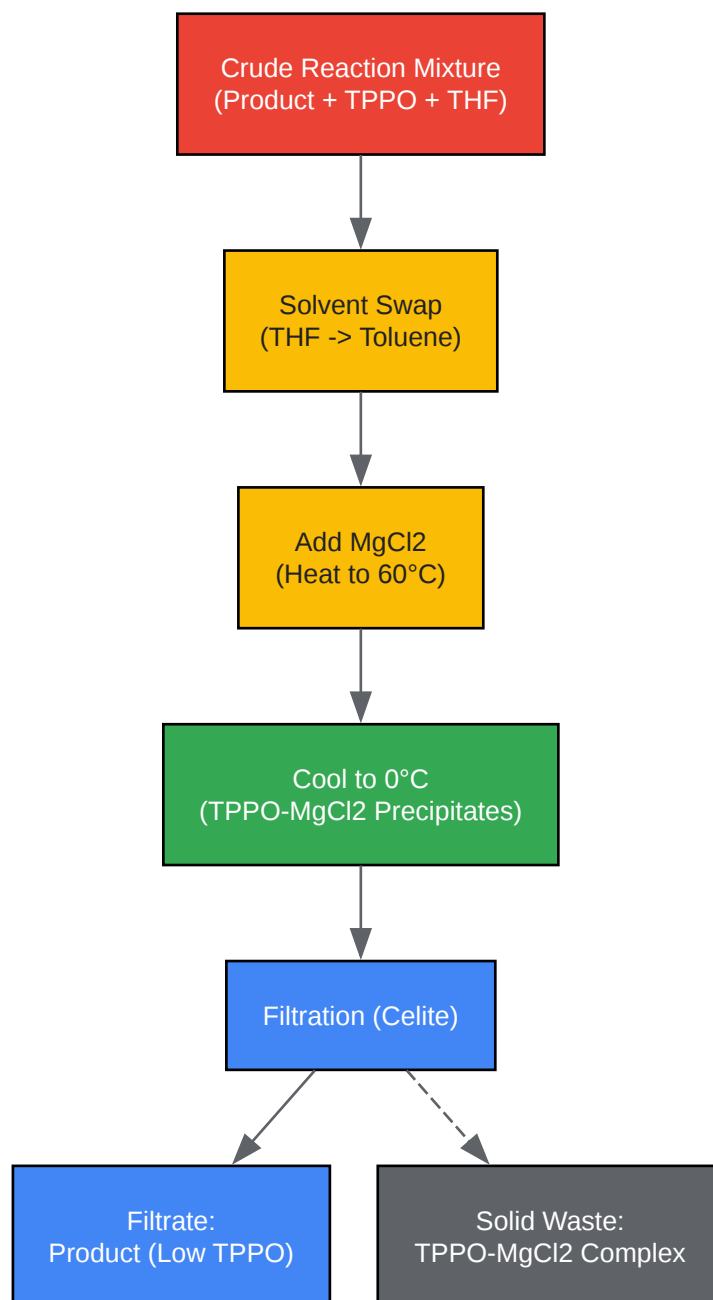 Crude Reaction Mixture
(Product + TPPO + THF)
Solvent Swap
(THF -> Toluene)
Add MgCl2
(Heat to 60°C)
Cool to 0°C
(TPPO-MgCl2 Precipitates)
Filtration (Celite)
Filtrate:
Product (Low TPPO)
Solid Waste:
TPPO-MgCl2 Complex